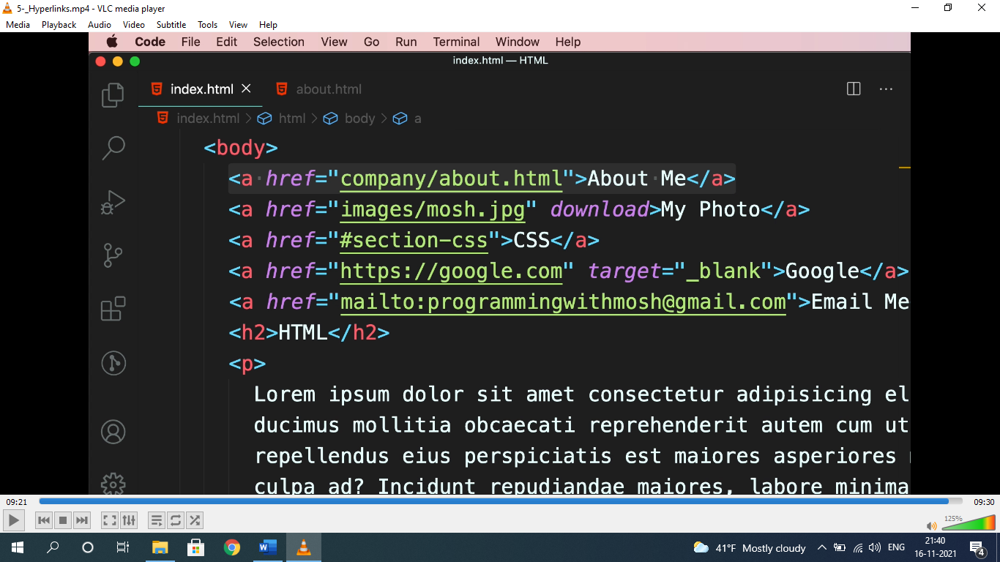 5-_Hyperlinks.mp4 - VLC media player
Media Playback Audio Video Subtitle Tools View Help
Code File Edit Selection View Go Run Terminal Window Help
index.html — HTML
index.html about.html
index.html > html > body > a
<body>
<a href="company/about.html">About Me</a>
<a href="images/mosh.jpg" download>My Photo</a>
<a href="#section-css">CSS</a>
<a href="https://google.com" target="_blank">Google</a>
<a href="mailto:programmingwithmosh@gmail.com">Email Me
<h2>HTML</h2>
<p>
Lorem ipsum dolor sit amet consectetur adipisicing el
ducimus mollitia obcaecati reprehenderit autem cum ut
repellendus eius perspiciatis est maiores asperiores
culpa ad? Incidunt repudiandae maiores, labore minima
09:21 09:30
125%
41°F Mostly cloudy ENG 21:40
16-11-2021 4